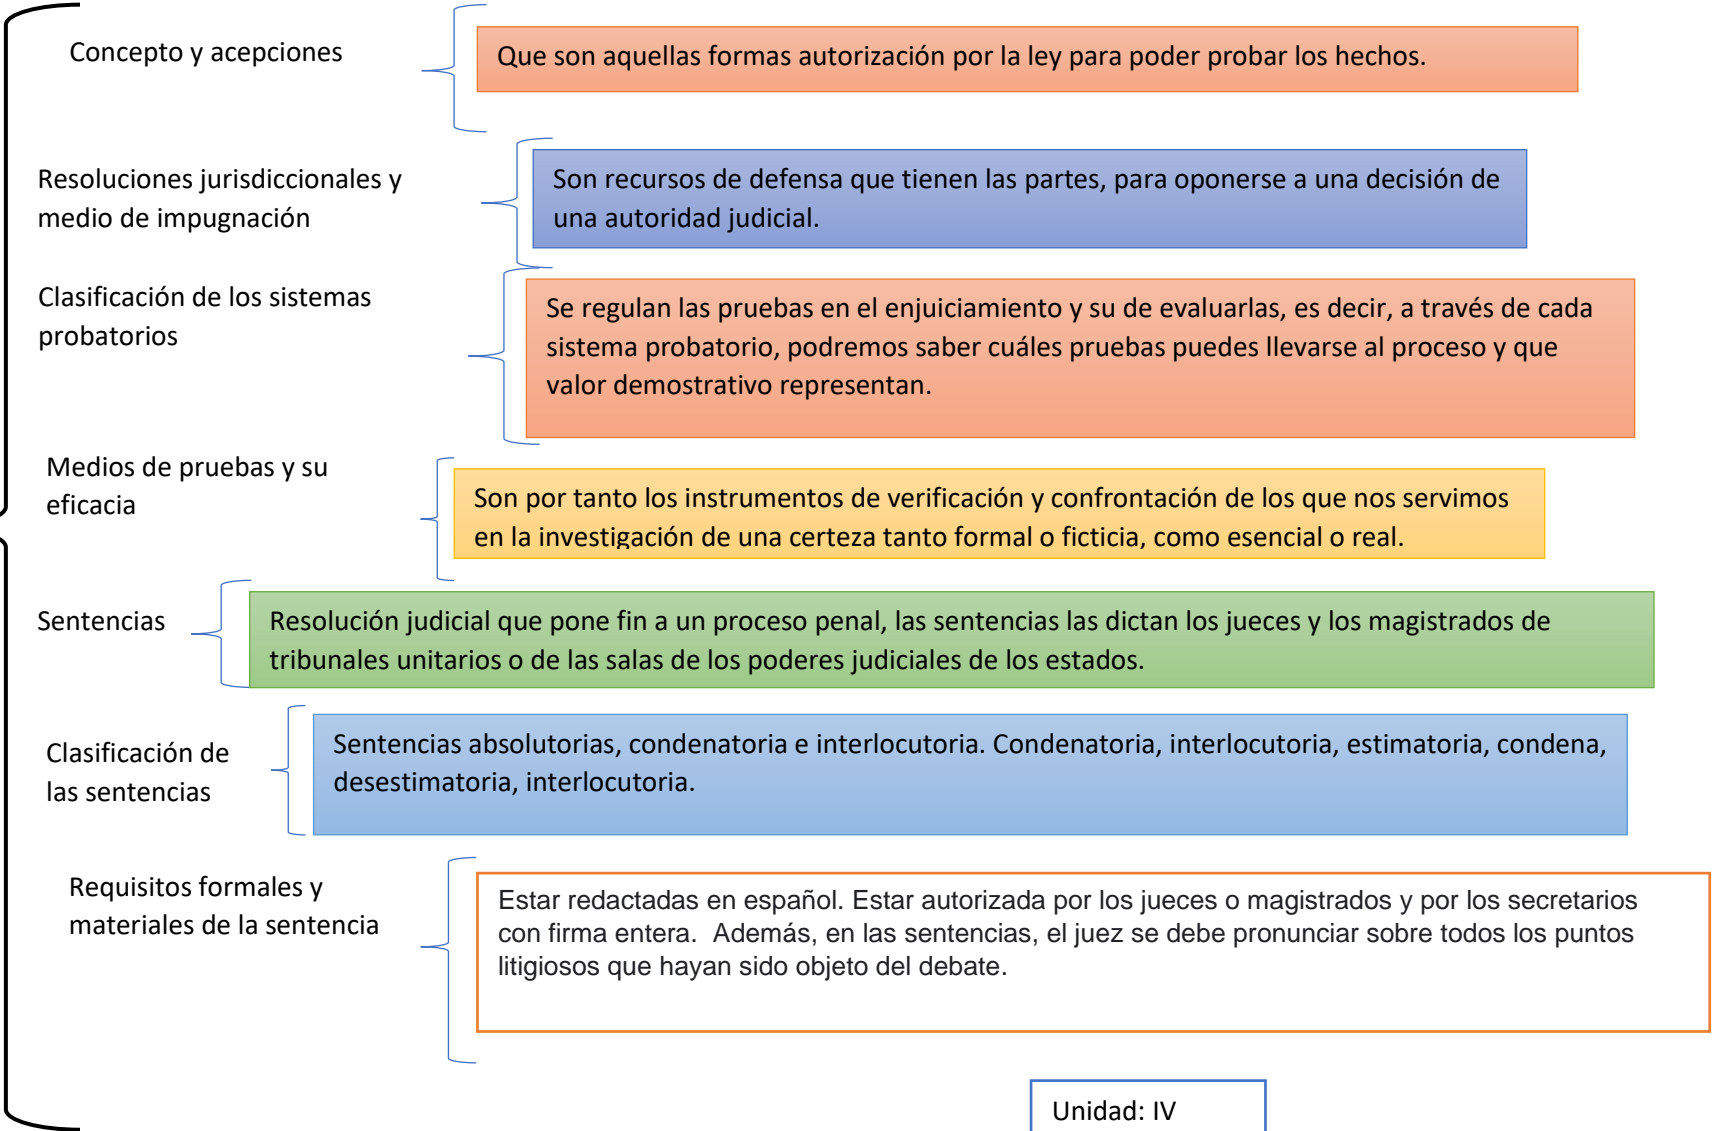 Concepto y acepciones
Que son aquellas formas autorización por la ley para poder probar los hechos.
Resoluciones jurisdiccionales y
medio de impugnación
Son recursos de defensa que tienen las partes, para oponerse a una decisión de
una autoridad judicial.
Clasificación de los sistemas
probatorios
Se regulan las pruebas en el enjuiciamiento y su de evaluarlas, es decir, a través de cada
sistema probatorio, podremos saber cuáles pruebas puedes llevarse al proceso y que
valor demostrativo representan.
Medios de pruebas y su
eficacia
Son por tanto los instrumentos de verificación y confrontación de los que nos servimos
en la investigación de una certeza tanto formal o ficticia, como esencial o real.
Sentencias
Resolución judicial que pone fin a un proceso penal, las sentencias las dictan los jueces y los magistrados de
tribunales unitarios o de las salas de los poderes judiciales de los estados.
Clasificación de
las sentencias
Sentencias absolutorias, condenatoria e interlocutoria. Condenatoria, interlocutoria, estimatoria, condena,
desestimatoria, interlocutoria.
Requisitos formales y
materiales de la sentencia
Estar redactadas en español. Estar autorizada por los jueces o magistrados y por los secretarios
con firma entera.  Además, en las sentencias, el juez se debe pronunciar sobre todos los puntos
litigiosos que hayan sido objeto del debate.
Unidad: IV